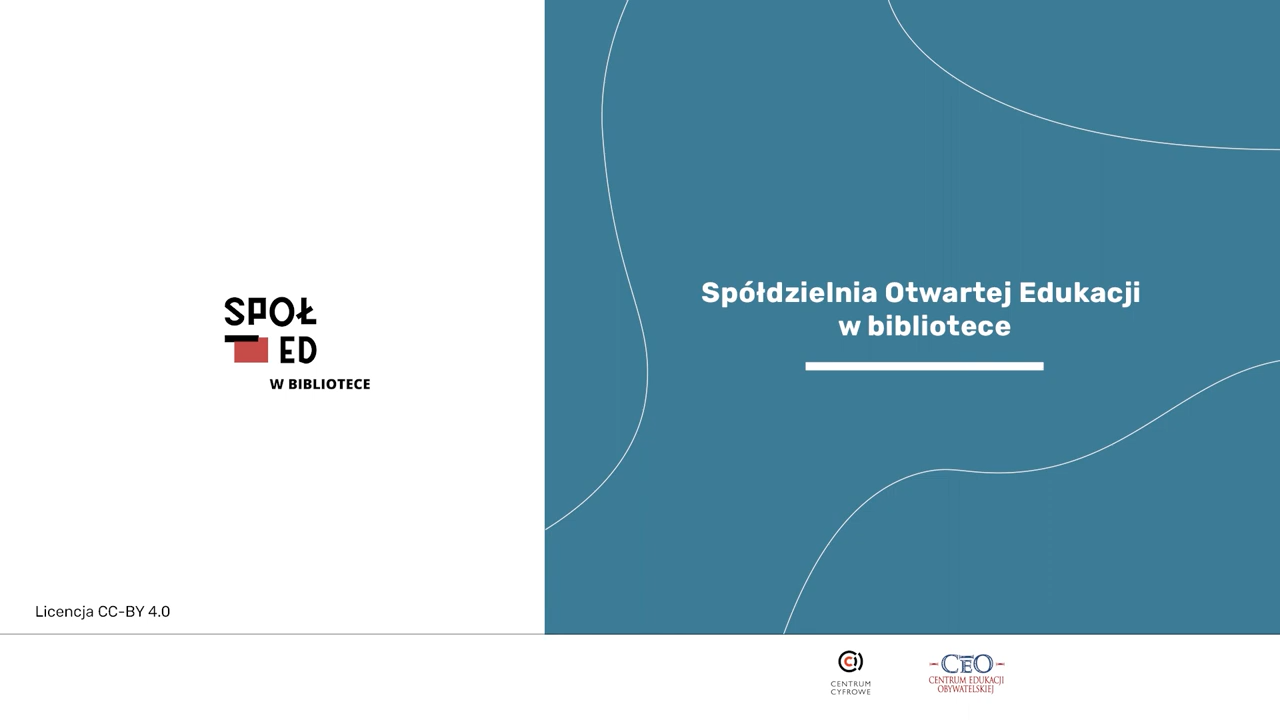 SPOŁ
ED
W BIBLIOTECE
Spółdzielnia Otwartej Edukacji
w bibliotece
Licencja CC-BY 4.0
CENTRUM
CYFROWE
CEO
CENTRUM EDUKACJI
OBYWATELSKIEJ